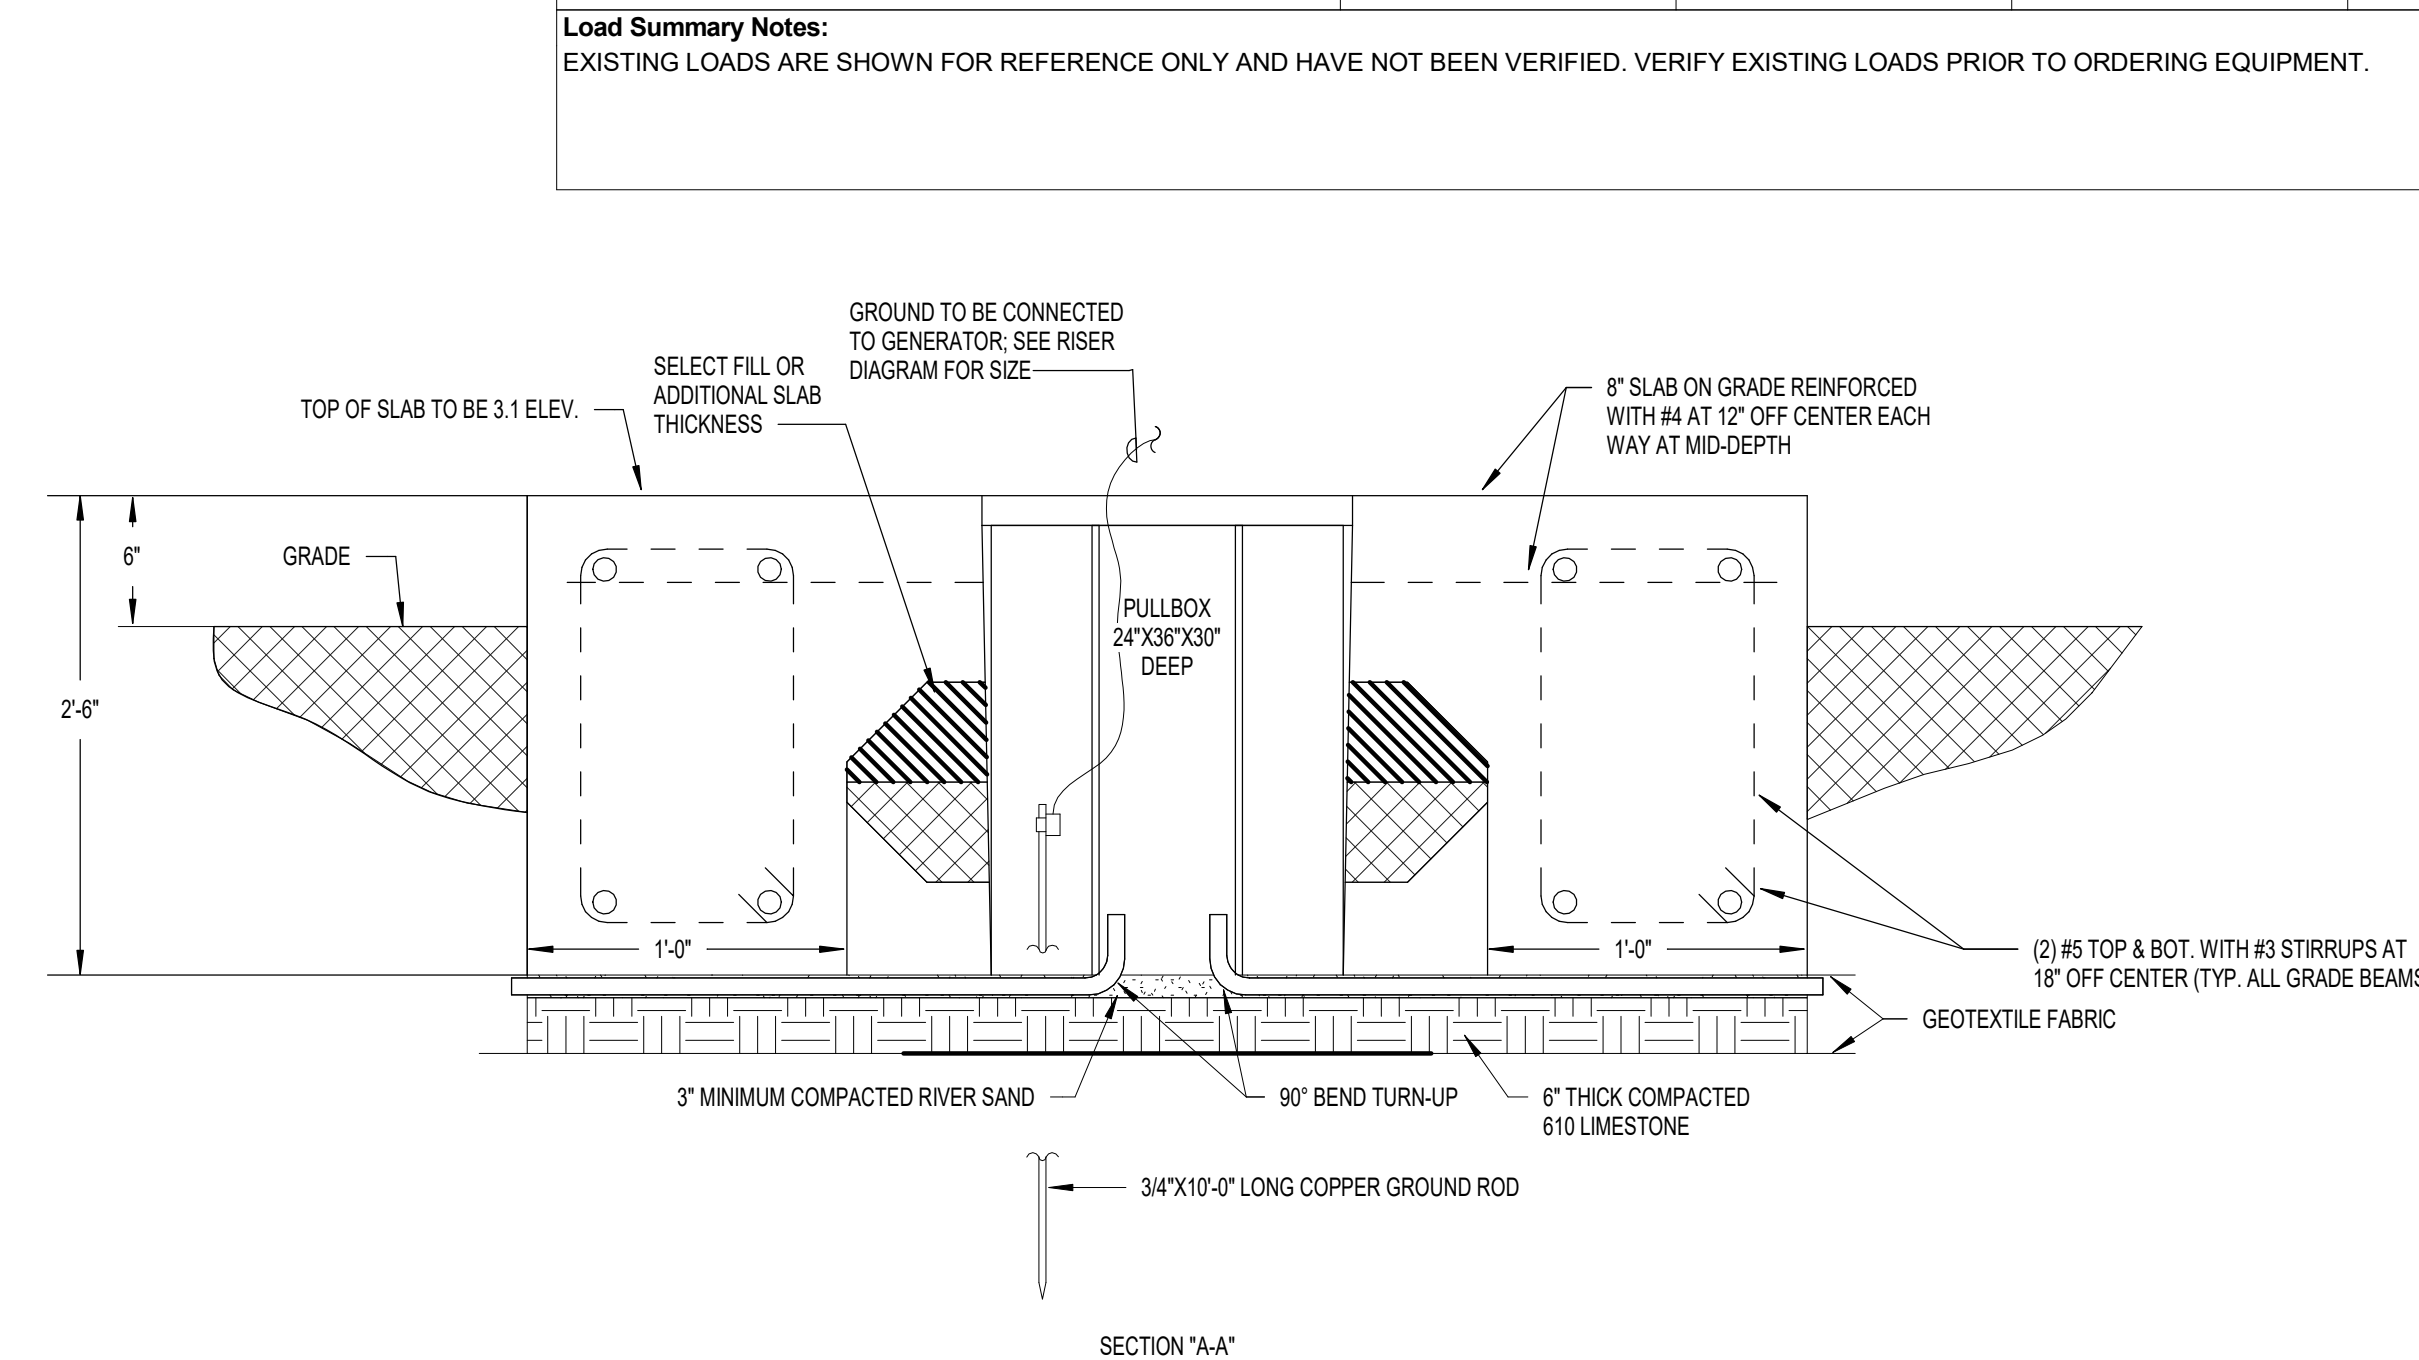 Load Summary Notes:
EXISTING LOADS ARE SHOWN FOR REFERENCE ONLY AND HAVE NOT BEEN VERIFIED. VERIFY EXISTING LOADS PRIOR TO ORDERING EQUIPMENT.
GROUND TO BE CONNECTED
TO GENERATOR; SEE RISER
DIAGRAM FOR SIZE
SELECT FILL OR
ADDITIONAL SLAB
THICKNESS
TOP OF SLAB TO BE 3.1 ELEV.
8" SLAB ON GRADE REINFORCED
WITH #4 AT 12" OFF CENTER EACH
WAY AT MID-DEPTH
6"
GRADE
PULLBOX
24"X36"X30"
DEEP
2'-6"
1'-0"
1'-0"
(2) #5 TOP & BOT. WITH #3 STIRRUPS AT
18" OFF CENTER (TYP. ALL GRADE BEAMS
GEOTEXTILE FABRIC
3" MINIMUM COMPACTED RIVER SAND
90° BEND TURN-UP
6" THICK COMPACTED
610 LIMESTONE
3/4"X10'-0" LONG COPPER GROUND ROD
SECTION "A-A"